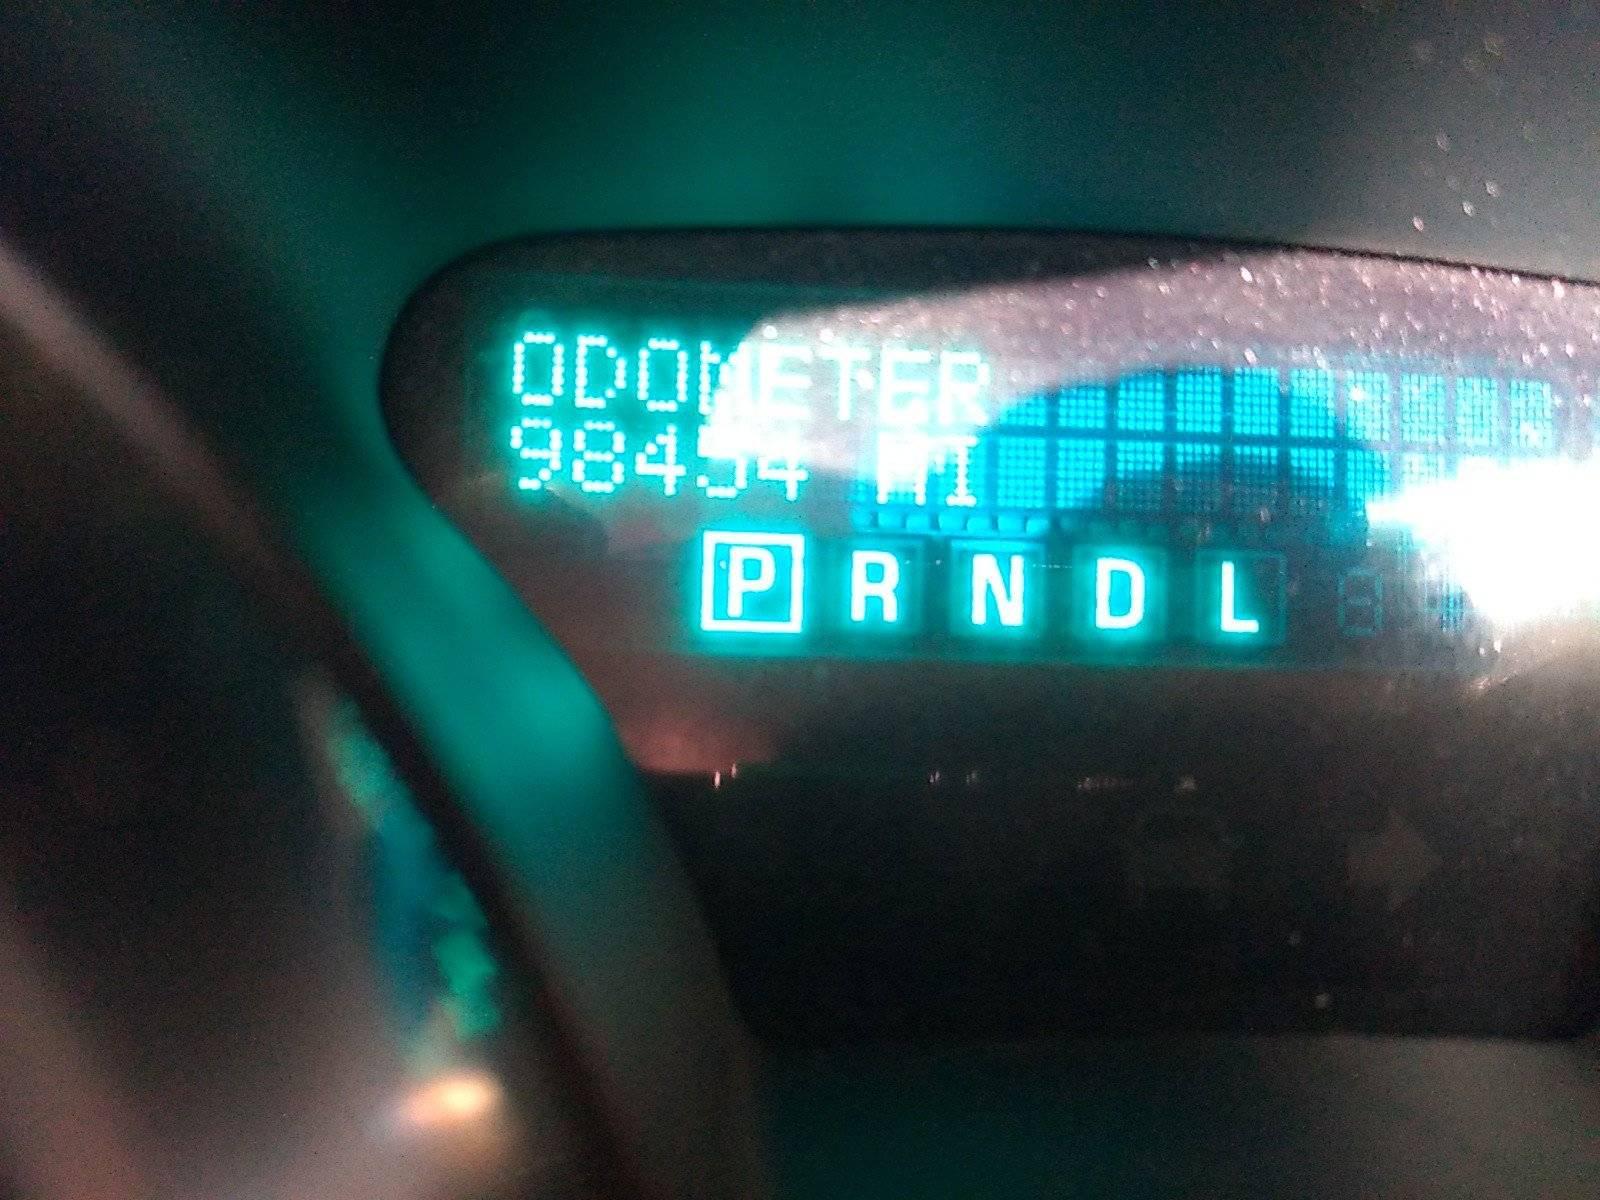 ODOMETER
98454 MI
P R N D L